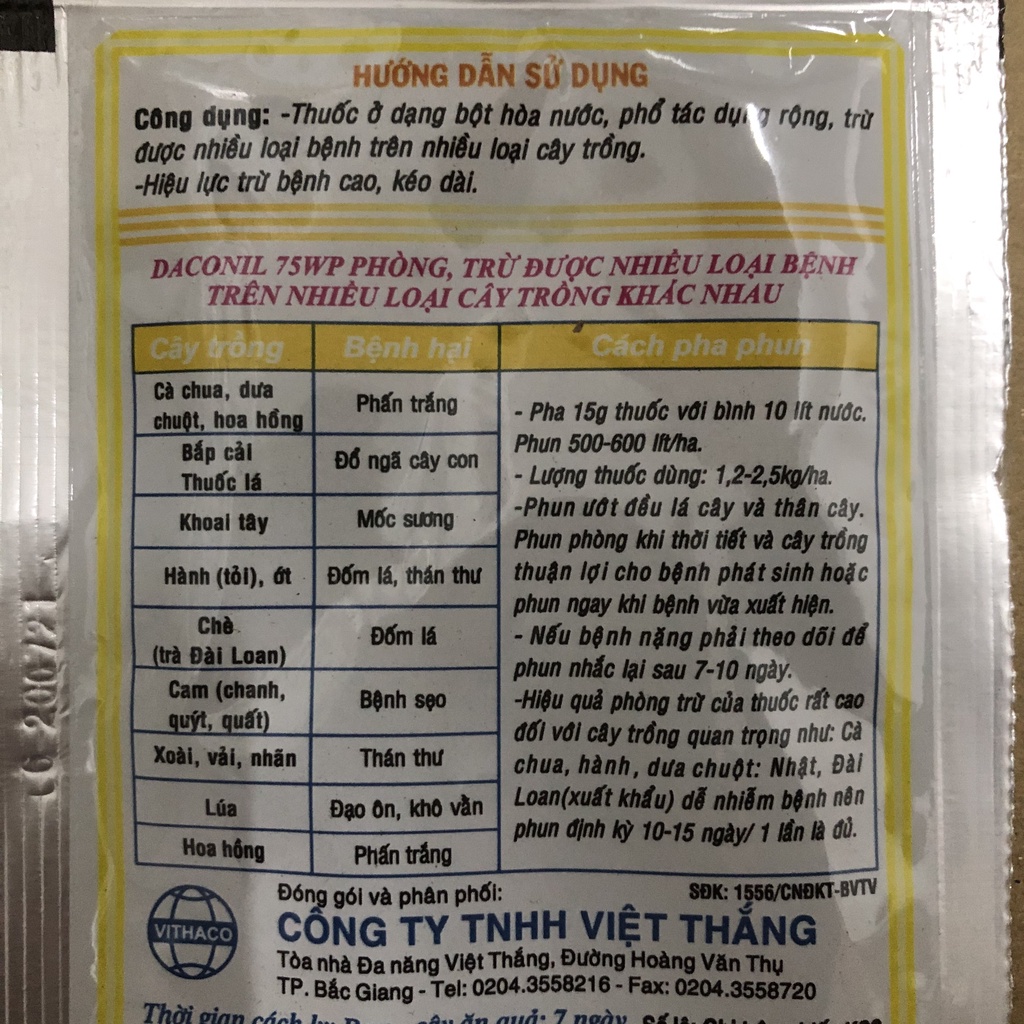 HƯỚNG DẪN SỬ DỤNG
Công dụng: -Thuốc ở dạng bột hòa nước, phổ tác dụng rộng, trừ
được nhiều loại bệnh trên nhiều loại cây trồng.
-Hiệu lực trừ bệnh cao, kéo dài.
DACONIL 75WP PHÒNG, TRỪ ĐƯỢC NHIỀU LOẠI BỆNH
TRÊN NHIỀU LOẠI CÂY TRỒNG KHÁC NHAU
Cây trồng Bệnh hại Cách pha phun
Cà chua, dưa
chuột, hoa hồng
Phấn trắng
Bắp cải
Thuốc lá
Đổ ngã cây con
Khoai tây
Mốc sương
Hành (tỏi), ớt
Đốm lá, thán thư
Chè
(trà Đài Loan)
Đốm lá
Cam (chanh,
quýt, quất)
Bệnh sẹo
Xoài, vải, nhãn
Thán thư
Lúa
Đạo ôn, khô vằn
Hoa hồng
Phấn trắng
- Pha 15g thuốc với bình 10 lít nước.
Phun 500-600 lít/ha.
- Lượng thuốc dùng: 1,2-2,5kg/ha.
-Phun ướt đều lá cây và thân cây.
Phun phòng khi thời tiết và cây trồng
thuận lợi cho bệnh phát sinh hoặc
phun ngay khi bệnh vừa xuất hiện.
- Nếu bệnh nặng phải theo dõi để
phun nhắc lại sau 7-10 ngày.
-Hiệu quả phòng trừ của thuốc rất cao
đối với cây trồng quan trọng như: Cà
chua, hành, dưa chuột: Nhật, Đài
Loan(xuất khẩu) dễ nhiễm bệnh nên
phun định kỳ 10-15 ngày/ 1 lần là đủ.
Đóng gói và phân phối:
SĐK: 1556/CNĐKT-BVTV
VITHACO
CÔNG TY TNHH VIỆT THẮNG
Tòa nhà Đa năng Việt Thắng, Đường Hoàng Văn Thụ
TP. Bắc Giang - Tel: 0204.3558216 - Fax: 0204.3558720
Thời gian cách ly: cây ăn quả: 7 ngày